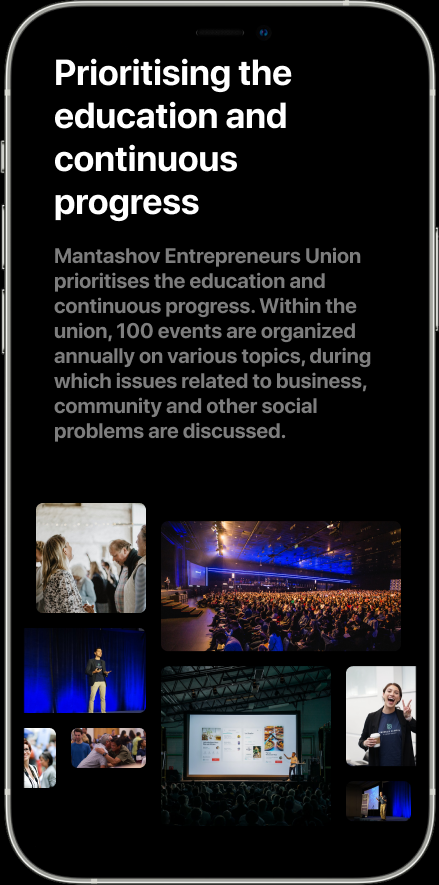 Prioritising the
education and
continuous
progress
Mantashov Entrepreneurs Union
prioritises the education and
continuous progress. Within the
union, 100 events are organized
annually on various topics, during
which issues related to business,
community and other social
problems are discussed.